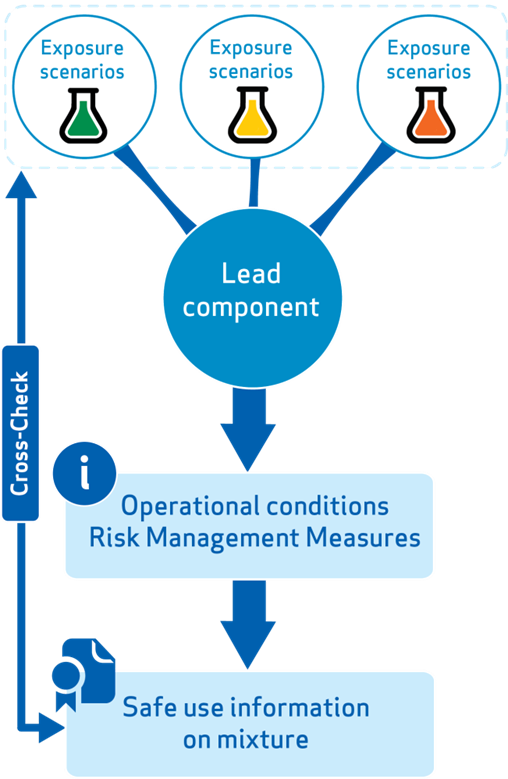 Exposure
scenarios
Exposure
scenarios
Exposure
scenarios
Lead
component
Cross-Check
i
Operational conditions
Risk Management Measures
Safe use information
on mixture